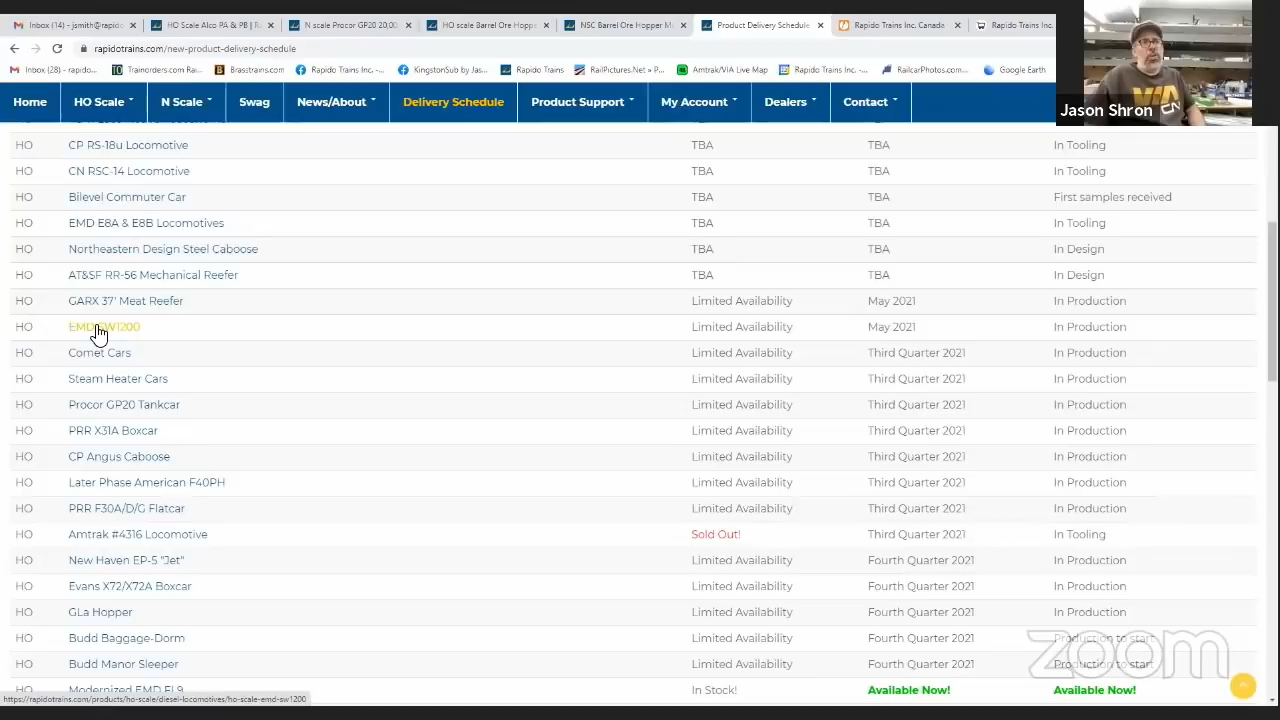 Inbox (14) - jsmith@rapidot
HO Scale Alco PA & PB | R
N scale Procor GP20 20,00
HO scale Barrel Ore Hopp
NSC Barrel Ore Hopper M
Product Delivery Schedule
Rapido Trains Inc. Canada
Rapido Trains Inc.
rapidotrains.com/new-product-delivery-schedule
Inbox (28) - rapido...
Trainorders.com Rai...
Brasstrains.com
Rapido Trains Inc. -...
KingstonSub by Jas...
Rapido Trains
RailPictures.Net » P...
Amtrak/VIA Live Map
Rapido Trains Inc. -...
RailcarPhotos.com...
Google Earth
Home HO Scale N Scale Swag News/About Delivery Schedule Product Support My Account Dealers Contact
VIA
CN
Jason Shron
HO CP RS-18u Locomotive TBA TBA In Tooling
HO CN RSC-14 Locomotive TBA TBA In Tooling
HO Bilevel Commuter Car TBA TBA First samples received
HO EMD E8A & E8B Locomotives TBA TBA In Tooling
HO Northeastern Design Steel Caboose TBA TBA In Design
HO AT&SF RR-56 Mechanical Reefer TBA TBA In Design
HO GARX 37' Meat Reefer Limited Availability May 2021 In Production
HO EMD SW1200 Limited Availability May 2021 In Production
HO Comet Cars Limited Availability Third Quarter 2021 In Production
HO Steam Heater Cars Limited Availability Third Quarter 2021 In Production
HO Procor GP20 Tankcar Limited Availability Third Quarter 2021 In Production
HO PRR X31A Boxcar Limited Availability Third Quarter 2021 In Production
HO CP Angus Caboose Limited Availability Third Quarter 2021 In Production
HO Later Phase American F40PH Limited Availability Third Quarter 2021 In Production
HO PRR F30A/D/G Flatcar Limited Availability Third Quarter 2021 In Production
HO Amtrak #4316 Locomotive Sold Out! Third Quarter 2021 In Tooling
HO New Haven EP-5 "Jet" Limited Availability Fourth Quarter 2021 In Production
HO Evans X72/X72A Boxcar Limited Availability Fourth Quarter 2021 In Production
HO GLa Hopper Limited Availability Fourth Quarter 2021 In Production
HO Budd Baggage-Dorm Limited Availability Fourth Quarter 2021 Production to start
HO Budd Manor Sleeper Limited Availability Fourth Quarter 2021 Production to start
zoom
HO Modernized EMD FL9 In Stock! Available Now! Available Now!
https://rapidotrains.com/products/ho-scale/diesel-locomotives/ho-scale-emd-sw1200